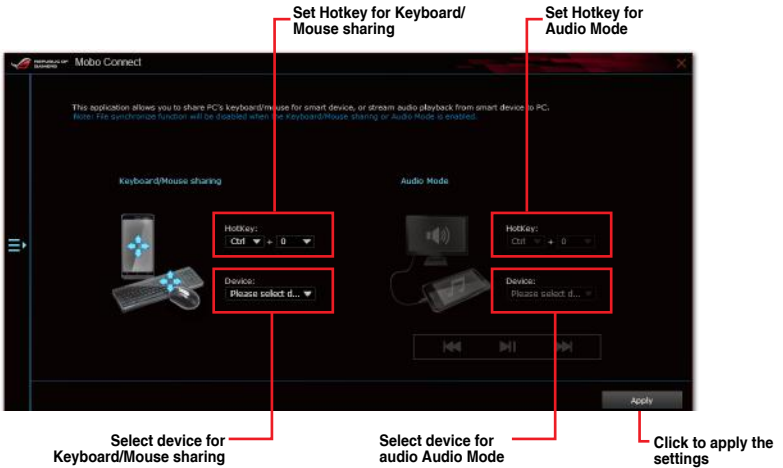 Set Hotkey for Keyboard/
Mouse sharing
Set Hotkey for
Audio Mode
REPUBLIC OF
GAMERS
Mobo Connect
This application allows you to share PC's keyboard/mouse for smart device, or stream audio playback from smart device to PC.
Note: File synchronize function will be disabled when the Keyboard/Mouse sharing or Audio Mode is enabled.
Keyboard/Mouse sharing
Audio Mode
HotKey:
Ctrl + 0
HotKey:
Ctrl + 0
Device:
Please select d...
Device:
Please select d...
Apply
Select device for
Keyboard/Mouse sharing
Select device for
audio Audio Mode
Click to apply the
settings